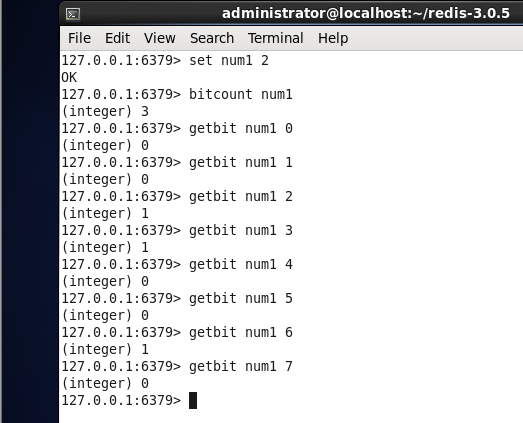 administrator@localhost:~/redis-3.0.5
File Edit View Search Terminal Help
127.0.0.1:6379> set num1 2
OK
127.0.0.1:6379> bitcount num1
(integer) 3
127.0.0.1:6379> getbit num1 0
(integer) 0
127.0.0.1:6379> getbit num1 1
(integer) 0
127.0.0.1:6379> getbit num1 2
(integer) 1
127.0.0.1:6379> getbit num1 3
(integer) 1
127.0.0.1:6379> getbit num1 4
(integer) 0
127.0.0.1:6379> getbit num1 5
(integer) 0
127.0.0.1:6379> getbit num1 6
(integer) 1
127.0.0.1:6379> getbit num1 7
(integer) 0
127.0.0.1:6379>